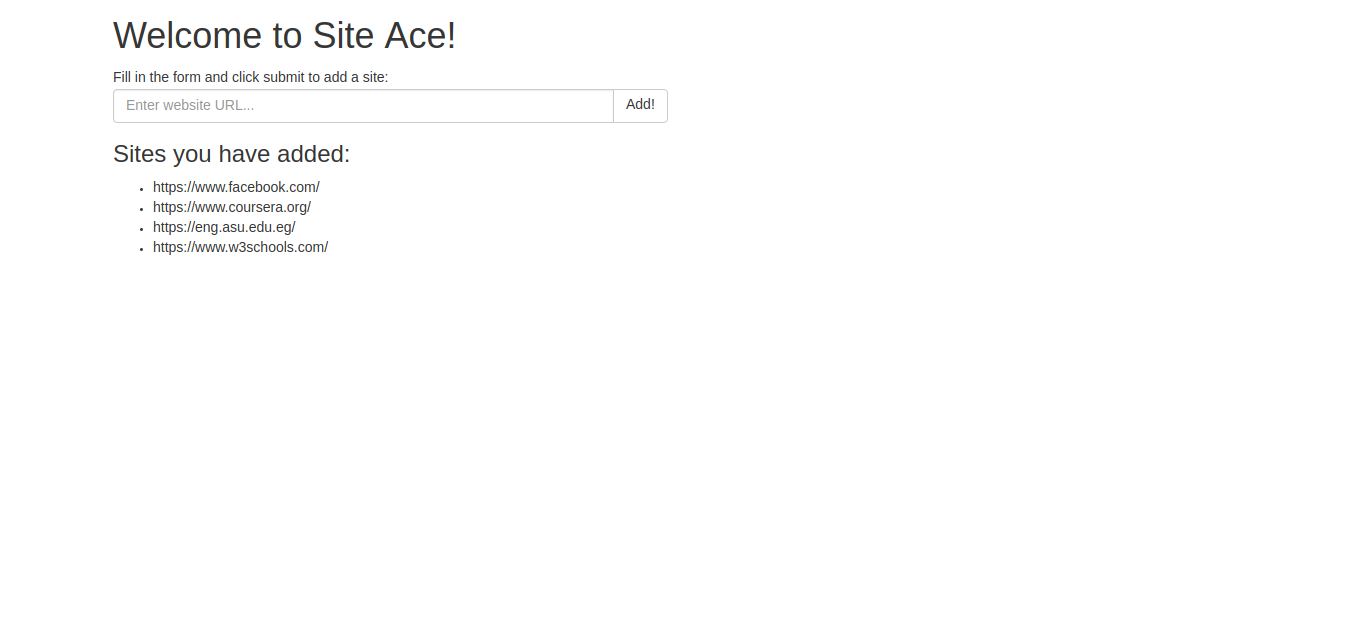 Welcome to Site Ace!
Fill in the form and click submit to add a site:
Enter website URL... Add!
Sites you have added:
https://www.facebook.com/
https://www.coursera.org/
https://eng.asu.edu.eg/
https://www.w3schools.com/